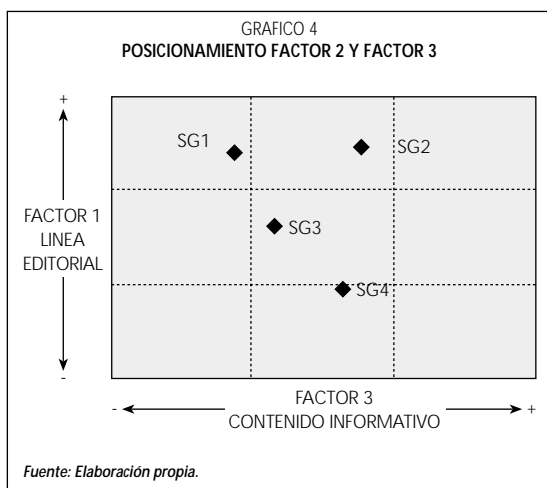 GRAFICO 4
POSICIONAMIENTO FACTOR 2 Y FACTOR 3
+
SG1
SG2
FACTOR 1
LINEA
EDITORIAL
SG3
SG4
-
- FACTOR 3 +
CONTENIDO INFORMATIVO
Fuente: Elaboración propia.